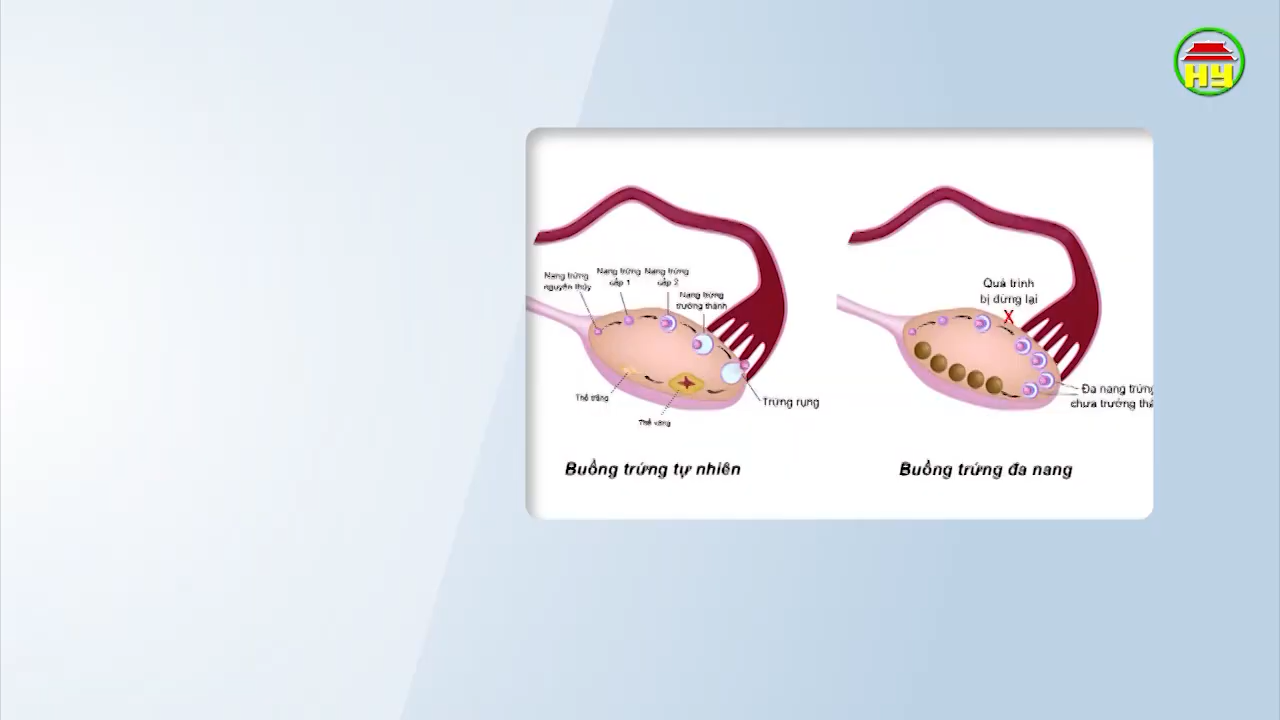 HY
Nang trứng
nguyên thủy
Nang trứng
cấp 1
Nang trứng
cấp 2
Nang trứng
trưởng thành
Thể trắng
Thể vàng
Trứng rụng
Buồng trứng tự nhiên
Quá trình
bị dừng lại
X
Đa nang trứng
chưa trưởng thà
Buồng trứng đa nang